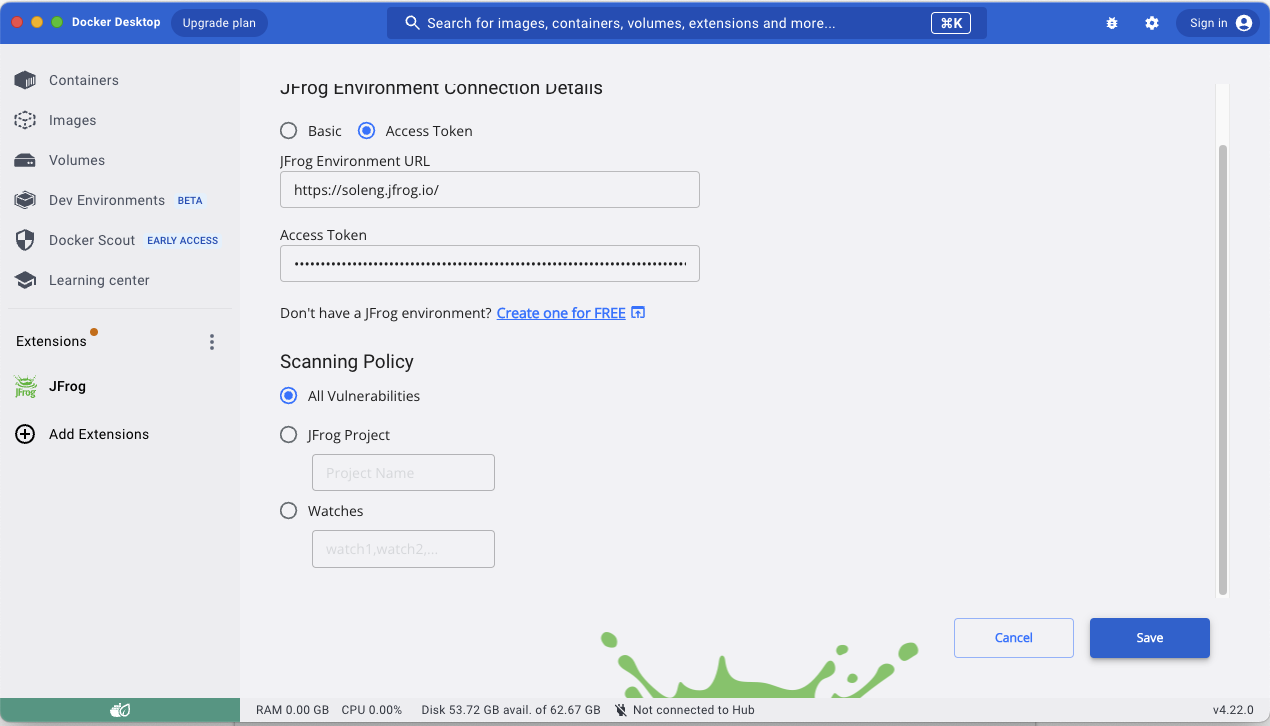 Docker Desktop
Upgrade plan
Search for images, containers, volumes, extensions and more...
⌘K
Sign in
Containers
Images
Volumes
Dev Environments BETA
Docker Scout EARLY ACCESS
Learning center
Extensions
JFrog
JFrog
Add Extensions
JFrog Environment Connection Details
Basic
Access Token
JFrog Environment URL
https://soleng.jfrog.io/
Access Token
Don't have a JFrog environment? Create one for FREE
Scanning Policy
All Vulnerabilities
JFrog Project
Project Name
Watches
watch1,watch2,...
Cancel
Save
RAM 0.00 GB CPU 0.00% Disk 53.72 GB avail. of 62.67 GB Not connected to Hub
v4.22.0